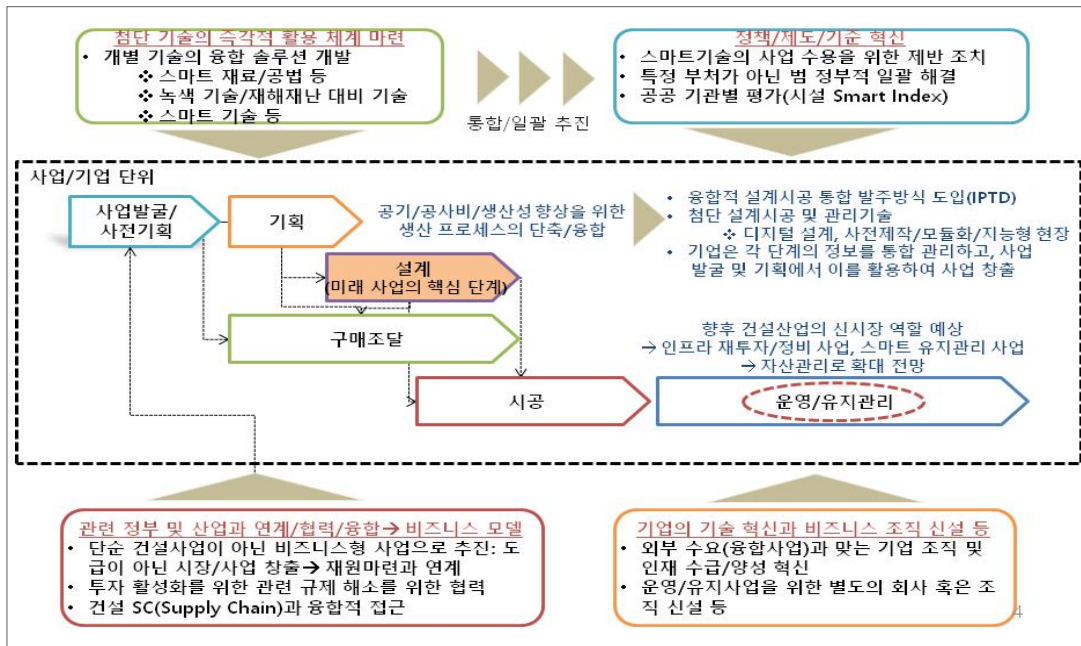 첨단 기술의 즉각적 활용 체계 마련
• 개별 기술의 융합 솔루션 개발
❖ 스마트 재료/공법 등
❖ 녹색 기술/재해재난 대비 기술
❖ 스마트 기술 등
통합/일괄 추진
정책/제도/기준 혁신
• 스마트기술의 사업 수용을 위한 제반 조치
• 특정 부처가 아닌 범 정부적 일괄 해결
• 공공 기관별 평가(시설 Smart Index)
사업/기업 단위
사업발굴/
사전기획
기획
공기/공사비/생산성 향상을 위한
생산 프로세스의 단축/융합
• 융합적 설계시공 통합 발주방식 도입(IPTD)
• 첨단 설계시공 및 관리기술
❖ 디지털 설계, 사전제작/모듈화/지능형 현장
• 기업은 각 단계의 정보를 통합 관리하고, 사업
발굴 및 기획에서 이를 활용하여 사업 창출
설계
(미래 사업의 핵심 단계)
구매조달
향후 건설산업의 신시장 역할 예상
→ 인프라 재투자/정비 사업, 스마트 유지관리 사업
→ 자산관리로 확대 전망
시공
운영/유지관리
관련 정부 및 산업과 연계/협력/융합→ 비즈니스 모델
• 단순 건설사업이 아닌 비즈니스형 사업으로 추진: 도
급이 아닌 시장/사업 창출→ 재원마련과 연계
• 투자 활성화를 위한 관련 규제 해소를 위한 협력
• 건설 SC(Supply Chain)과 융합적 접근
기업의 기술 혁신과 비즈니스 조직 신설 등
• 외부 수요(융합사업)과 맞는 기업 조직 및
인재 수급/양성 혁신
• 운영/유지사업을 위한 별도의 회사 혹은 조
직 신설 등
4